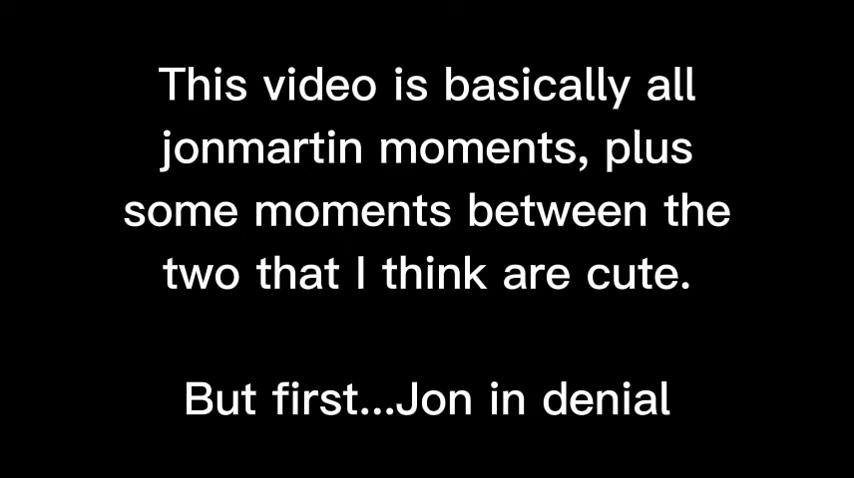 This video is basically all
jonmartin moments, plus
some moments between the
two that I think are cute.
But first...Jon in denial